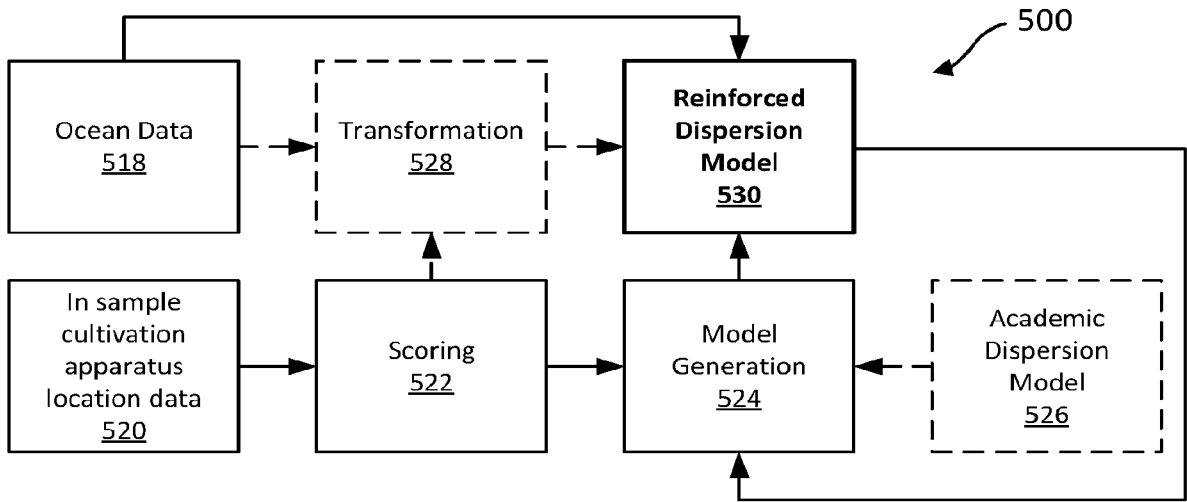 500
Ocean Data
518
Transformation
528
Reinforced
Dispersion
Model
530
In sample
cultivation
apparatus
location data
520
Scoring
522
Model
Generation
524
Academic
Dispersion
Model
526